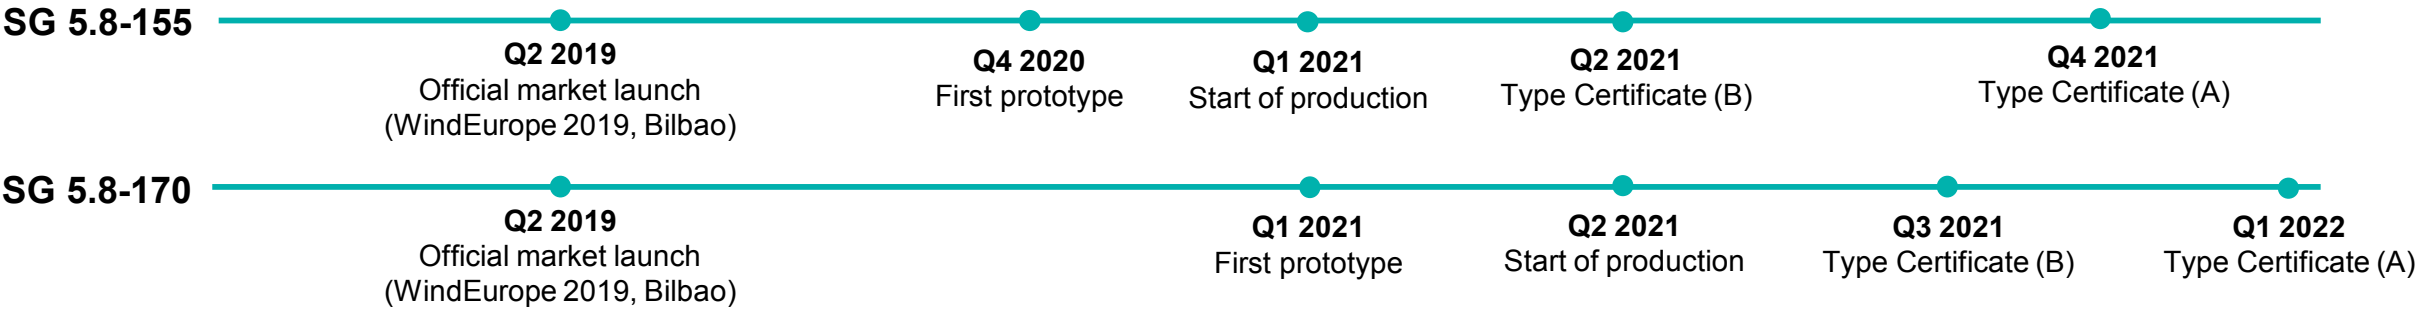 SG 5.8-155
Q2 2019
Official market launch
(WindEurope 2019, Bilbao)
Q4 2020
First prototype
Q1 2021
Start of production
Q2 2021
Type Certificate (B)
Q4 2021
Type Certificate (A)
SG 5.8-170
Q2 2019
Official market launch
(WindEurope 2019, Bilbao)
Q1 2021
First prototype
Q2 2021
Start of production
Q3 2021
Type Certificate (B)
Q1 2022
Type Certificate (A)